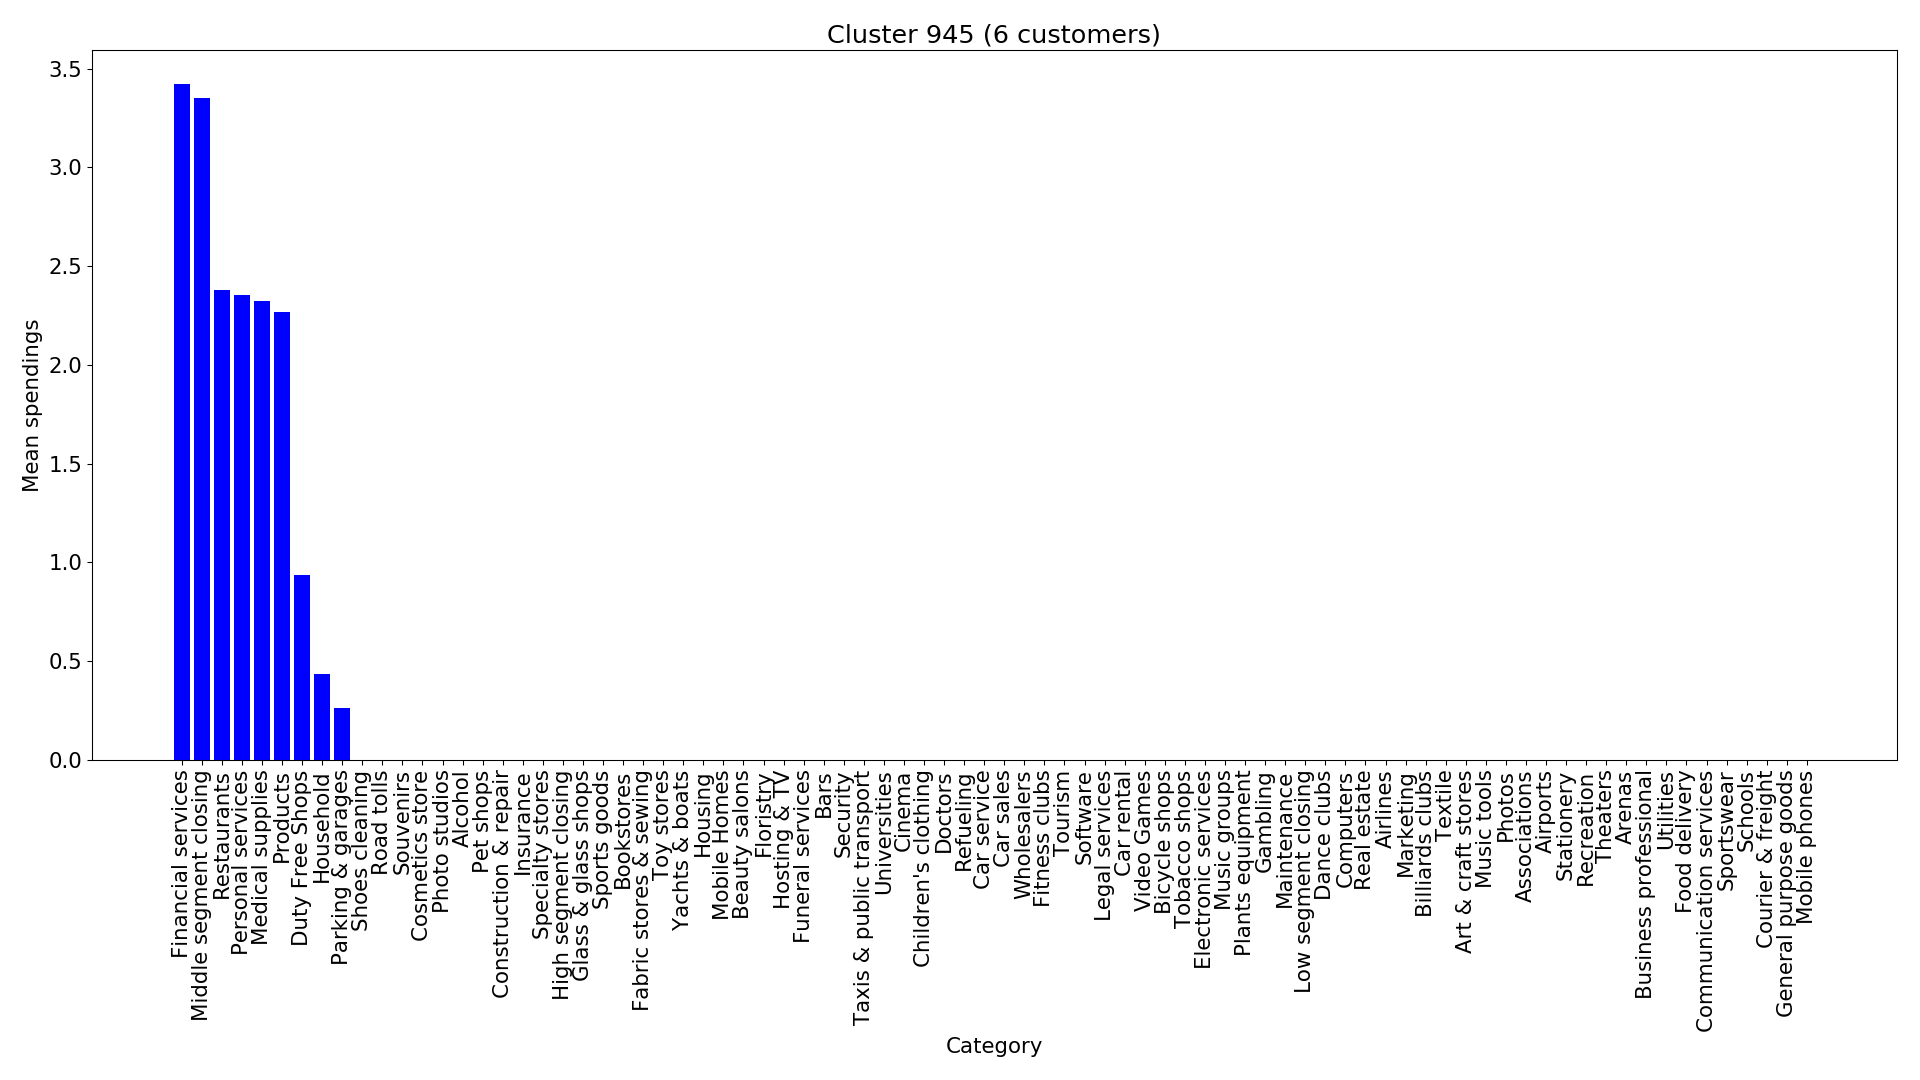 Cluster 945 (6 customers)
Mean spendings
3.5
3.0
2.5
2.0
1.5
1.0
0.5
0.0
Financial services
Middle segment closing
Restaurants
Personal services
Medical supplies
Products
Duty Free Shops
Household
Parking & garages
Shoes cleaning
Road tolls
Souvenirs
Cosmetics store
Photo studios
Alcohol
Pet shops
Construction & repair
Insurance
Specialty stores
High segment closing
Glass & glass shops
Sports goods
Bookstores
Fabric stores & sewing
Toy stores
Yachts & boats
Housing
Mobile Homes
Beauty salons
Floristry
Hosting & TV
Funeral services
Bars
Security
Taxis & public transport
Universities
Cinema
Children's clothing
Doctors
Refueling
Car service
Car sales
Wholesalers
Fitness clubs
Tourism
Software
Legal services
Car rental
Video Games
Bicycle shops
Tobacco shops
Electronic services
Music groups
Plants equipment
Gambling
Maintenance
Low segment closing
Dance clubs
Computers
Real estate
Airlines
Marketing
Billiards clubs
Textile
Art & craft stores
Music tools
Photos
Associations
Airports
Stationery
Recreation
Theaters
Arenas
Business professional
Utilities
Food delivery
Communication services
Sportswear
Schools
Courier & freight
General purpose goods
Mobile phones
Category